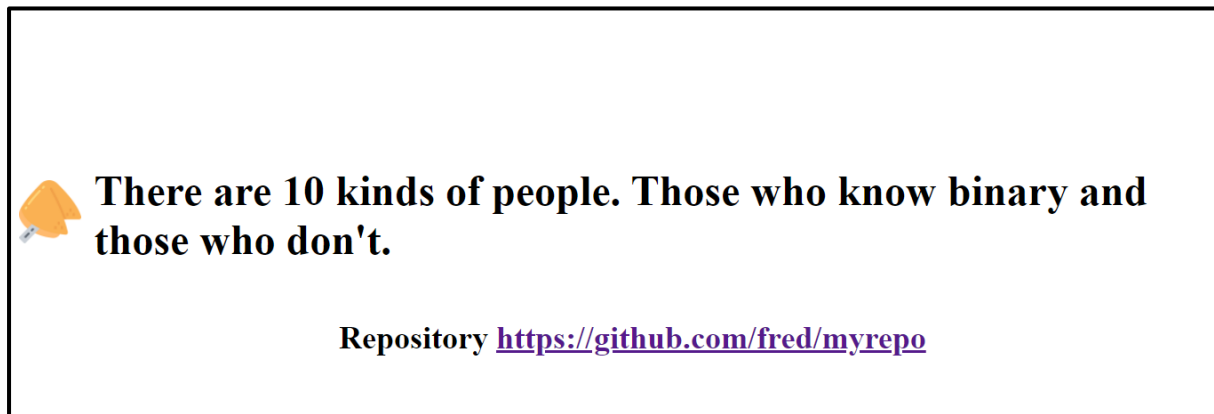 There are 10 kinds of people. Those who know binary and
those who don't.
Repository https://github.com/fred/myrepo